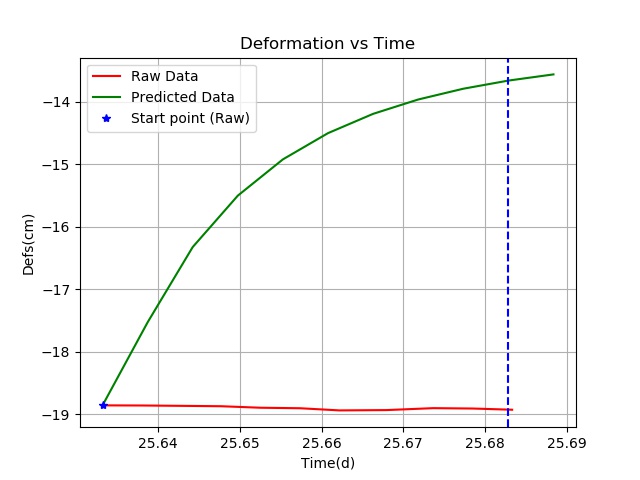 Deformation vs Time
Raw Data
Predicted Data
Start point (Raw)
Defs(cm)
−14
−15
−16
−17
−18
−19
25.64 25.65 25.66 25.67 25.68 25.69
Time(d)